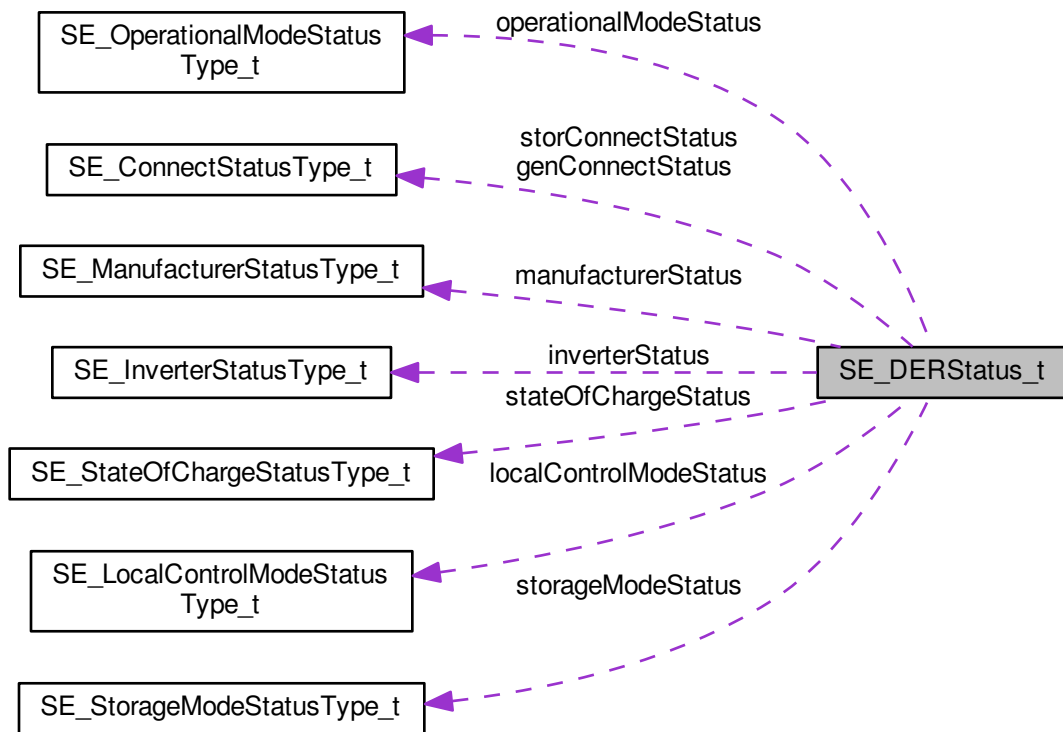 SE_OperationalModeStatus
Type_t
operationalModeStatus
SE_ConnectStatusType_t
storConnectStatus
genConnectStatus
SE_ManufacturerStatusType_t
manufacturerStatus
SE_InverterStatusType_t
inverterStatus
SE_DERStatus_t
stateOfChargeStatus
SE_StateOfChargeStatusType_t
localControlModeStatus
SE_LocalControlModeStatus
Type_t
storageModeStatus
SE_StorageModeStatusType_t